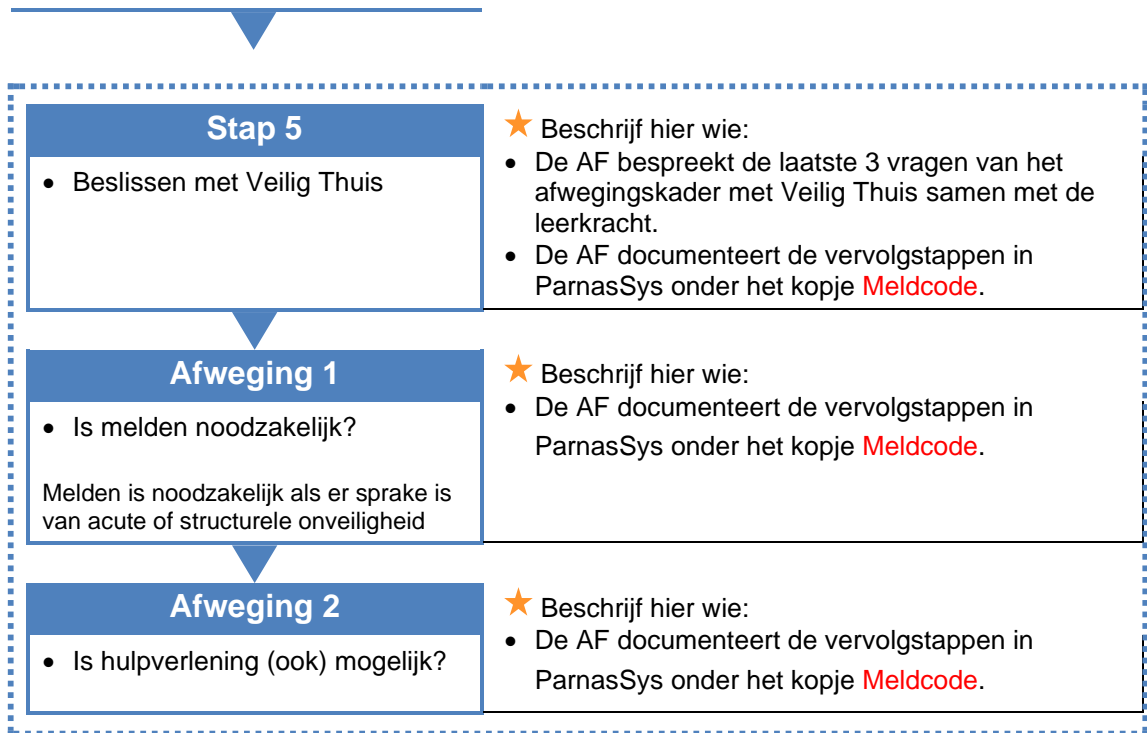 Stap 5
• Beslissen met Veilig Thuis
★ Beschrijf hier wie:
• De AF bespreekt de laatste 3 vragen van het
afwegingskader met Veilig Thuis samen met de
leerkracht.
• De AF documenteert de vervolgstappen in
ParnasSys onder het kopje Meldcode.
Afweging 1
• Is melden noodzakelijk?
Melden is noodzakelijk als er sprake is
van acute of structurele onveiligheid
★ Beschrijf hier wie:
• De AF documenteert de vervolgstappen in
ParnasSys onder het kopje Meldcode.
Afweging 2
• Is hulpverlening (ook) mogelijk?
★ Beschrijf hier wie:
• De AF documenteert de vervolgstappen in
ParnasSys onder het kopje Meldcode.